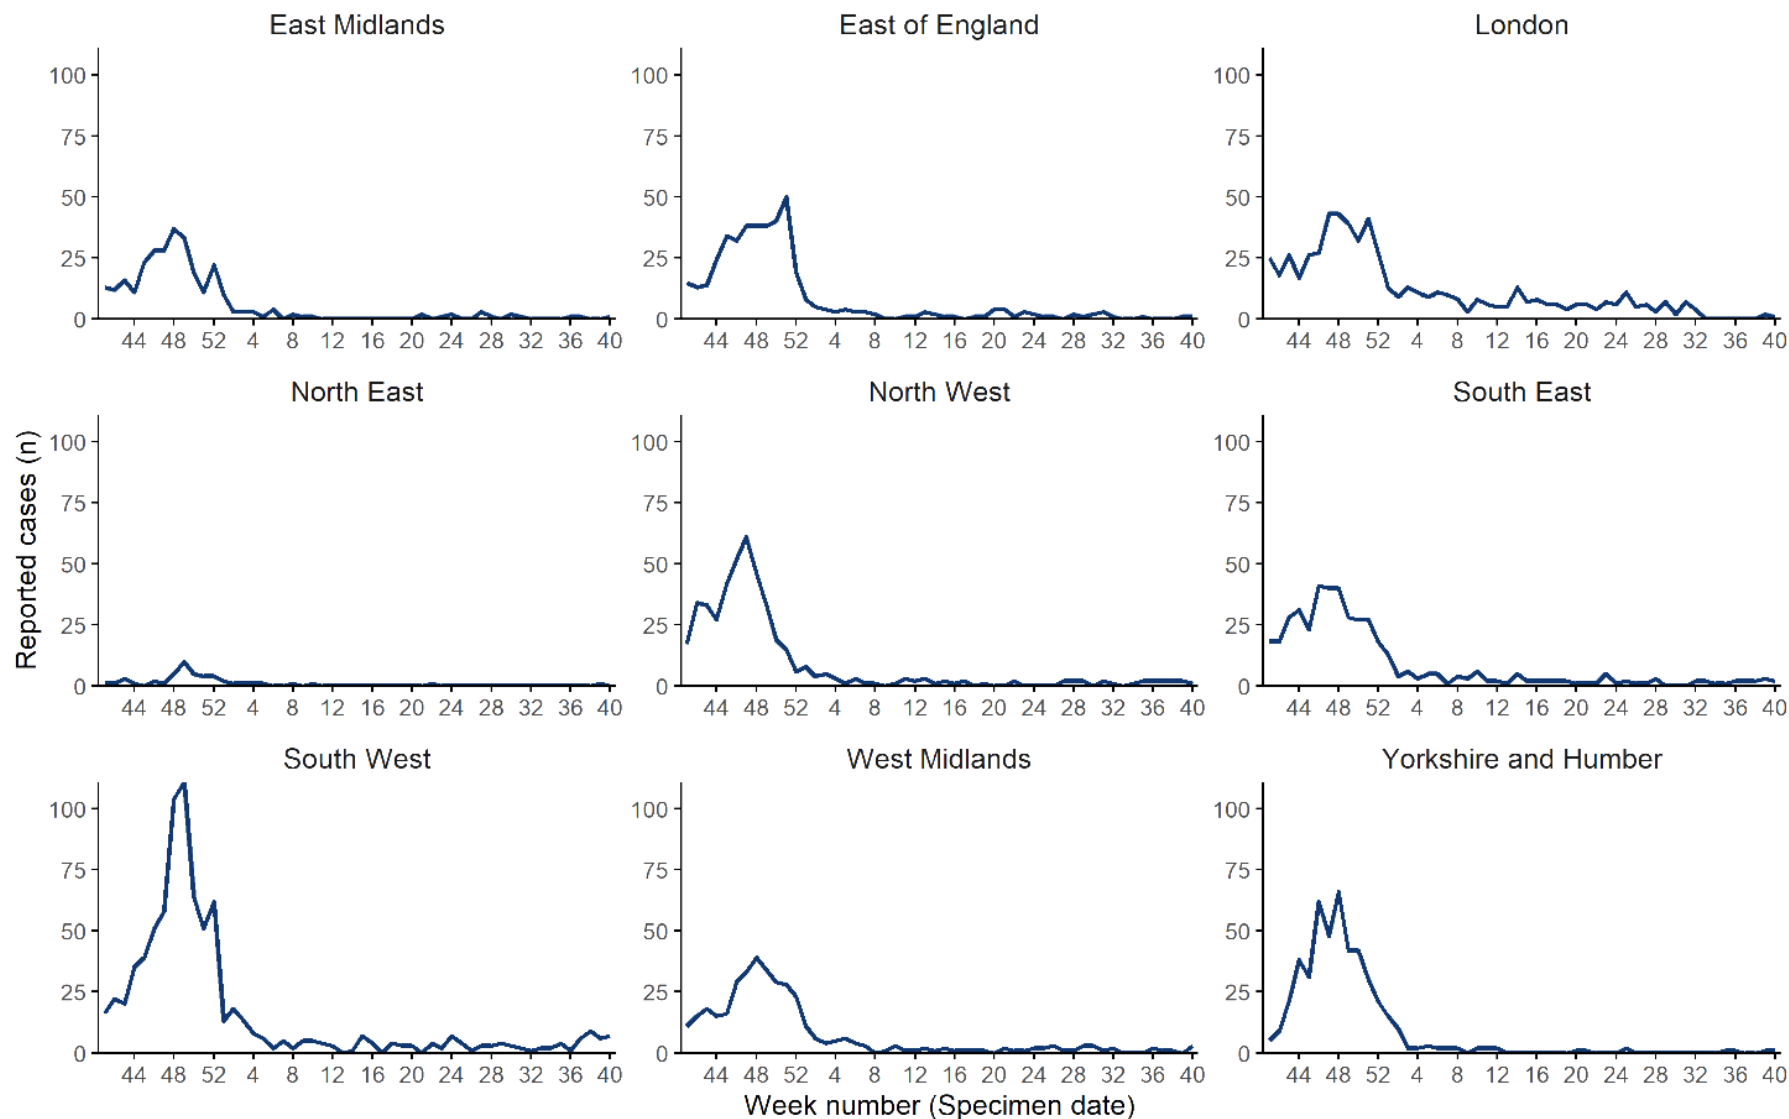 East Midlands East of England London
100 100 100
75 75 75
50 50 50
25 25 25
0 0 0
44 48 52 4 8 12 16 20 24 28 32 36 40 44 48 52 4 8 12 16 20 24 28 32 36 40 44 48 52 4 8 12 16 20 24 28 32 36 40
North East North West South East
Reported cases (n)
100 100 100
75 75 75
50 50 50
25 25 25
0 0 0
44 48 52 4 8 12 16 20 24 28 32 36 40 44 48 52 4 8 12 16 20 24 28 32 36 40 44 48 52 4 8 12 16 20 24 28 32 36 40
South West West Midlands Yorkshire and Humber
100 100 100
75 75 75
50 50 50
25 25 25
0 0 0
44 48 52 4 8 12 16 20 24 28 32 36 40 44 48 52 4 8 12 16 20 24 28 32 36 40 44 48 52 4 8 12 16 20 24 28 32 36 40
Week number (Specimen date)